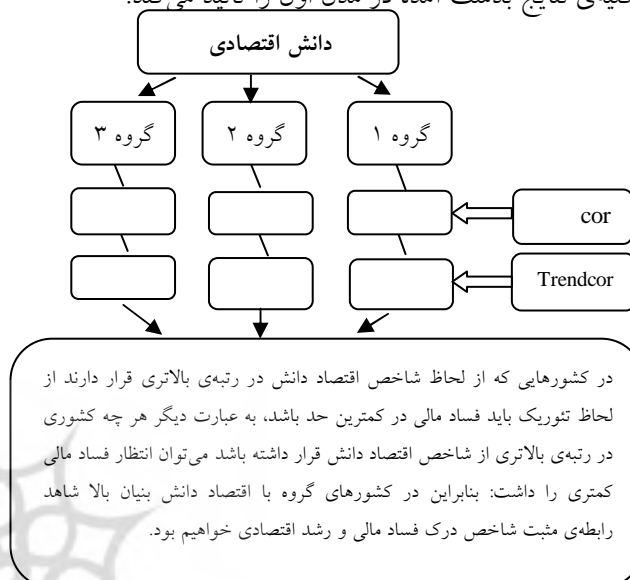 کلیه‌ی نتایج بدست آمده در مدل اول را تایید می‌کند.
دانش اقتصادی
گروه ۱
گروه ۲
گروه ۳
cor
Trendcor
در کشورهایی که از لحاظ شاخص اقتصاد دانش در رتبه‌ی بالاتری قرار دارند از
لحاظ تئوریک باید فساد مالی در کمترین حد باشد، به عبارت دیگر هر چه کشوری
در رتبه‌ی بالاتری از شاخص اقتصاد دانش قرار داشته باشد می‌توان انتظار فساد مالی
کمتری را داشت: بنابراین در کشورهای گروه با اقتصاد دانش بنیان بالا شاهد
رابطه‌ی مثبت شاخص درک فساد مالی و رشد اقتصادی خواهیم بود.